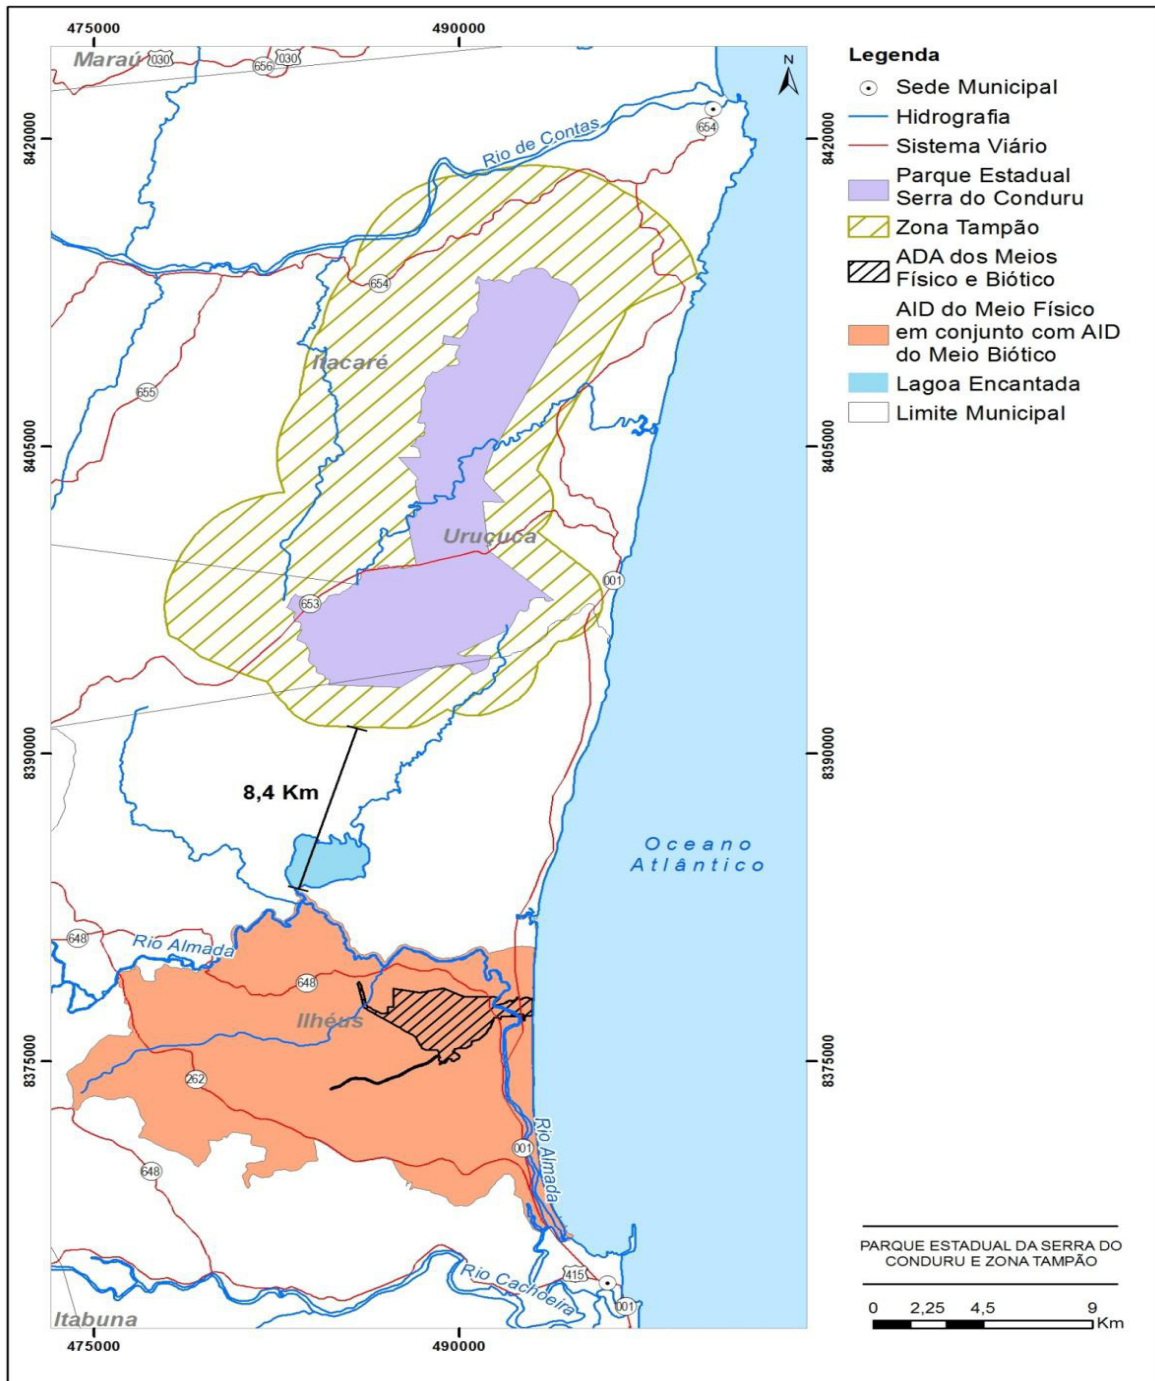 475000
490000
Maraú
030
030
656
N
Legenda
Sede Municipal
Hidrografia
Sistema Viário
Parque Estadual
Serra do Conduru
Zona Tampão
ADA dos Meios
Físico e Biótico
AID do Meio Físico
em conjunto com AID
do Meio Biótico
Lagoa Encantada
Limite Municipal
8420000
8420000
654
Rio de Contas
654
Itacaré
655
8405000
8405000
Uruçuca
001
653
8390000
8390000
8,4 Km
Oceano
Atlântico
648
Rio Almada
648
Ilhéus
8375000
8375000
262
001
Rio Almada
648
415
Rio Cachoeira
001
Itabuna
475000
490000
PARQUE ESTADUAL DA SERRA DO
CONDURU E ZONA TAMPÃO
0 2,25 4,5 9
Km